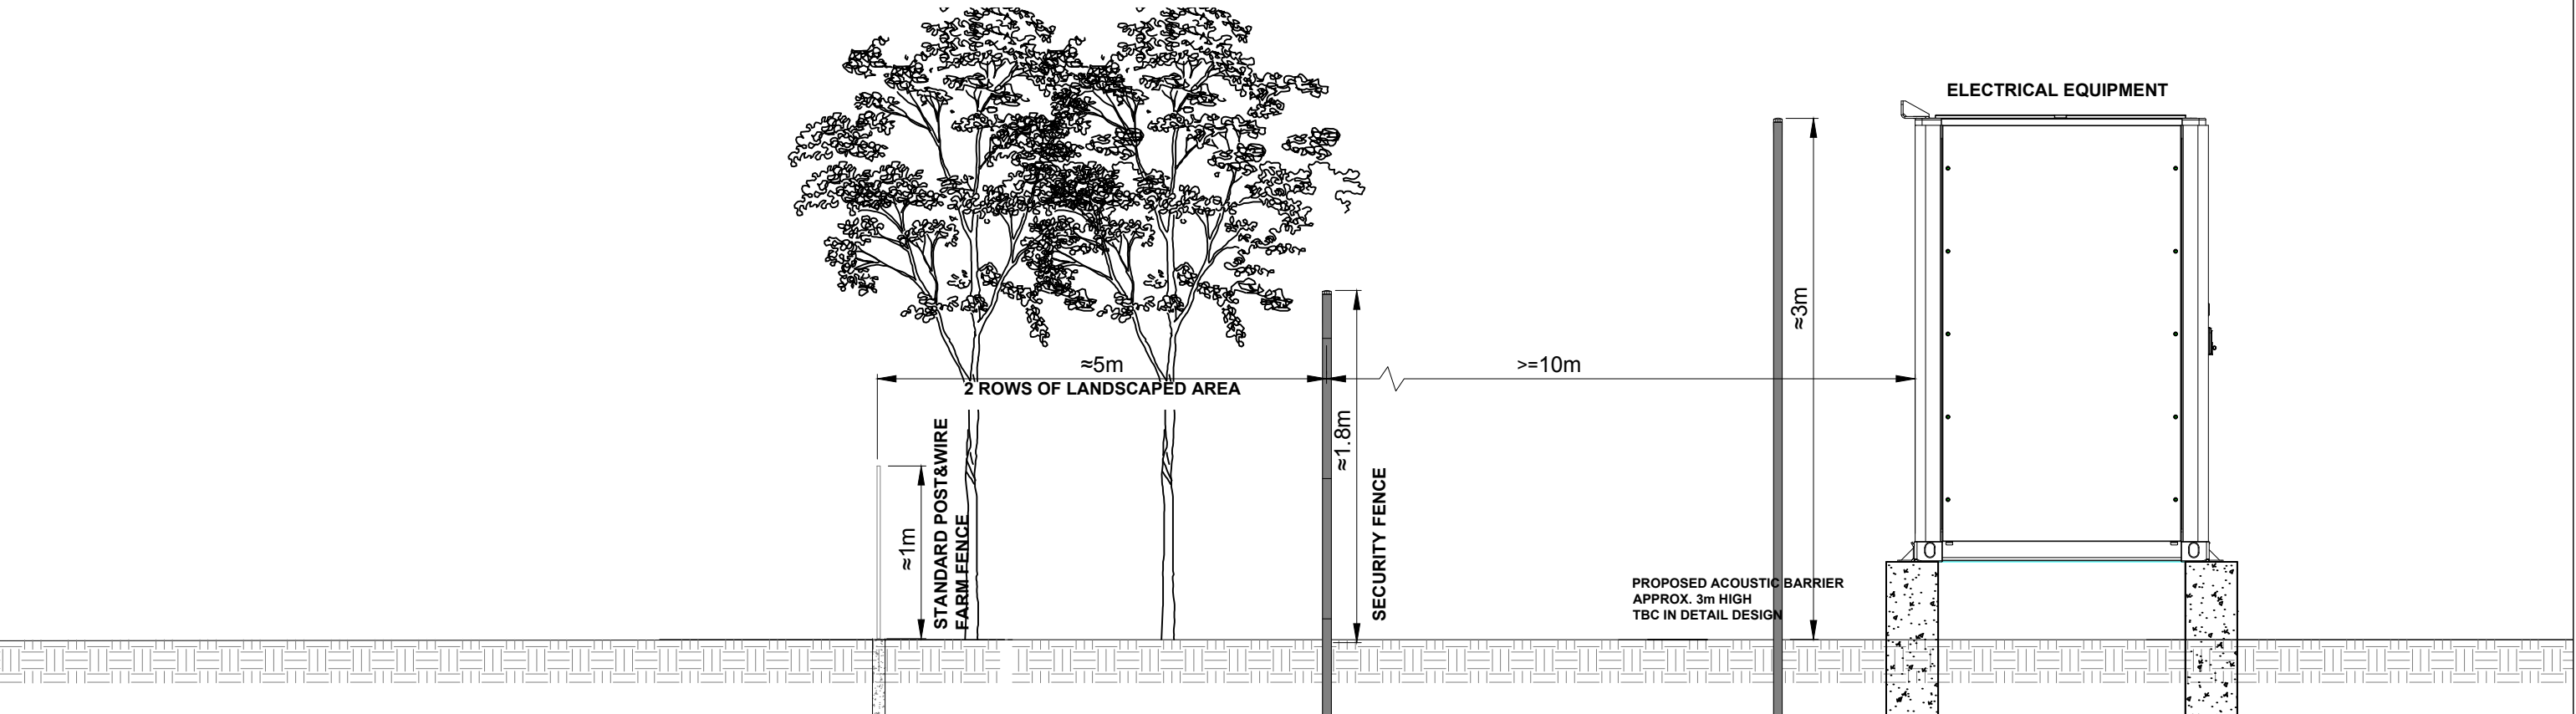 ELECTRICAL EQUIPMENT
≈5m
2 ROWS OF LANDSCAPED AREA
>=10m
≈3m
≈1.8m
SECURITY FENCE
≈1m
STANDARD POST&WIRE
FARM FENCE
PROPOSED ACOUSTIC BARRIER
APPROX. 3m HIGH
TBC IN DETAIL DESIGN